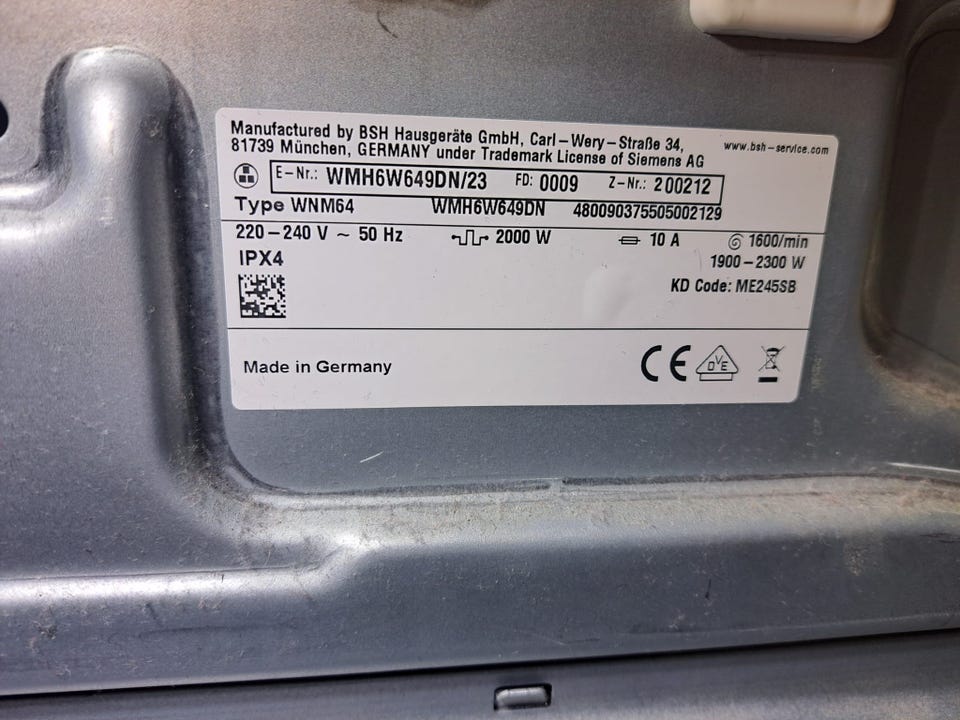 Manufactured by BSH Hausgeräte GmbH, Carl-Wery-Straße 34, www.bsh-service.com
81739 München, GERMANY under Trademark License of Siemens AG
E-Nr.: WMH6W649DN/23 FD: 0009 Z-Nr.: 200212
Type WNM64 WMH6W649DN 480090375505002129
220-240 V ~ 50 Hz 2000 W 10 A 1600/min
IPX4 1900-2300 W
KD Code: ME245SB
Made in Germany CE DVE